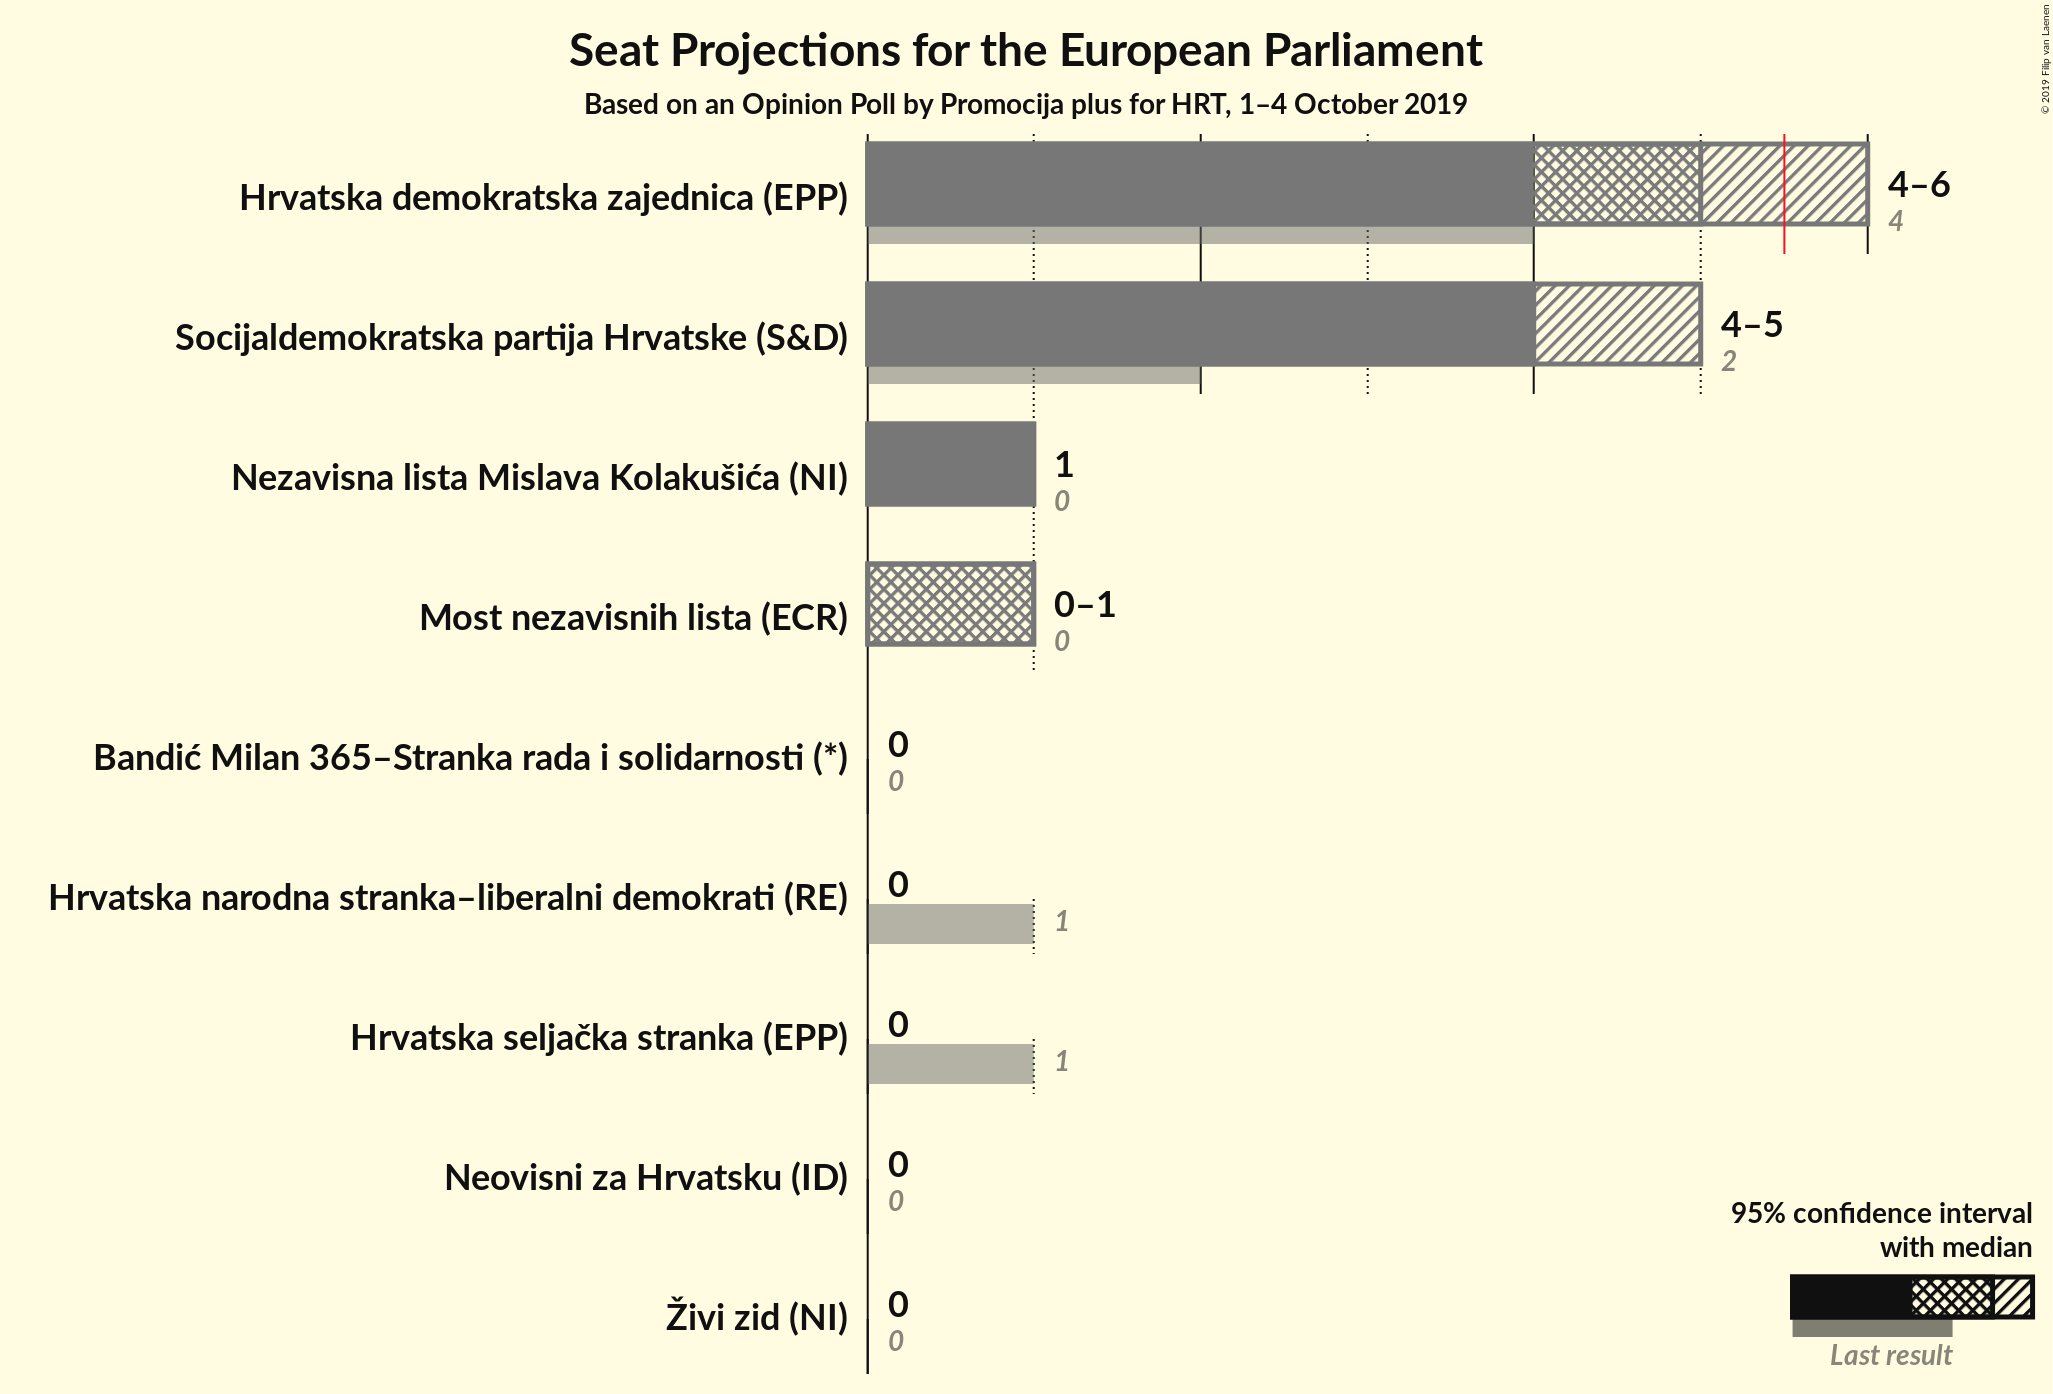 Seat Projections for the European Parliament
Based on an Opinion Poll by Promocija plus for HRT, 1–4 October 2019
© 2019 Filip van Laenen
Hrvatska demokratska zajednica (EPP)
4–6
4
Socijaldemokratska partija Hrvatske (S&D)
4–5
2
Nezavisna lista Mislava Kolakušića (NI)
1
0
Most nezavisnih lista (ECR)
0–1
0
Bandić Milan 365–Stranka rada i solidarnosti (*)
0
0
Hrvatska narodna stranka–liberalni demokrati (RE)
0
1
Hrvatska seljačka stranka (EPP)
0
1
Neovisni za Hrvatsku (ID)
0
0
Živi zid (NI)
0
0
95% confidence interval
with median
Last result